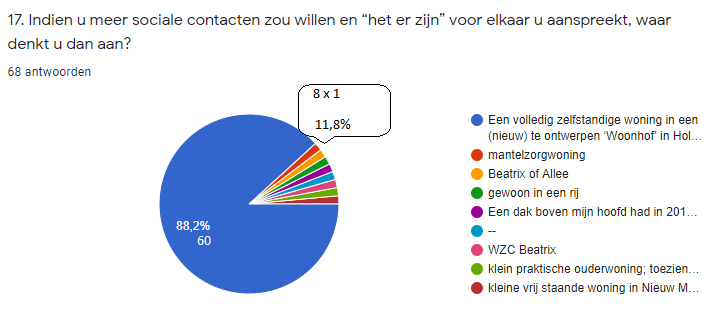 17. Indien u meer sociale contacten zou willen en “het er zijn” voor elkaar u aanspreekt, waar
denkt u dan aan?
68 antwoorden
8 x 1
11,8%
88,2%
60
Een volledig zelfstandige woning in een
(nieuw) te ontwerpen ‘Woonhof’ in Hol...
mantelzorgwoning
Beatrix of Allee
gewoon in een rij
Een dak boven mijn hoofd had in 201...
--
WZC Beatrix
klein praktische ouderwoning; toezien...
kleine vrij staande woning in Nieuw M...